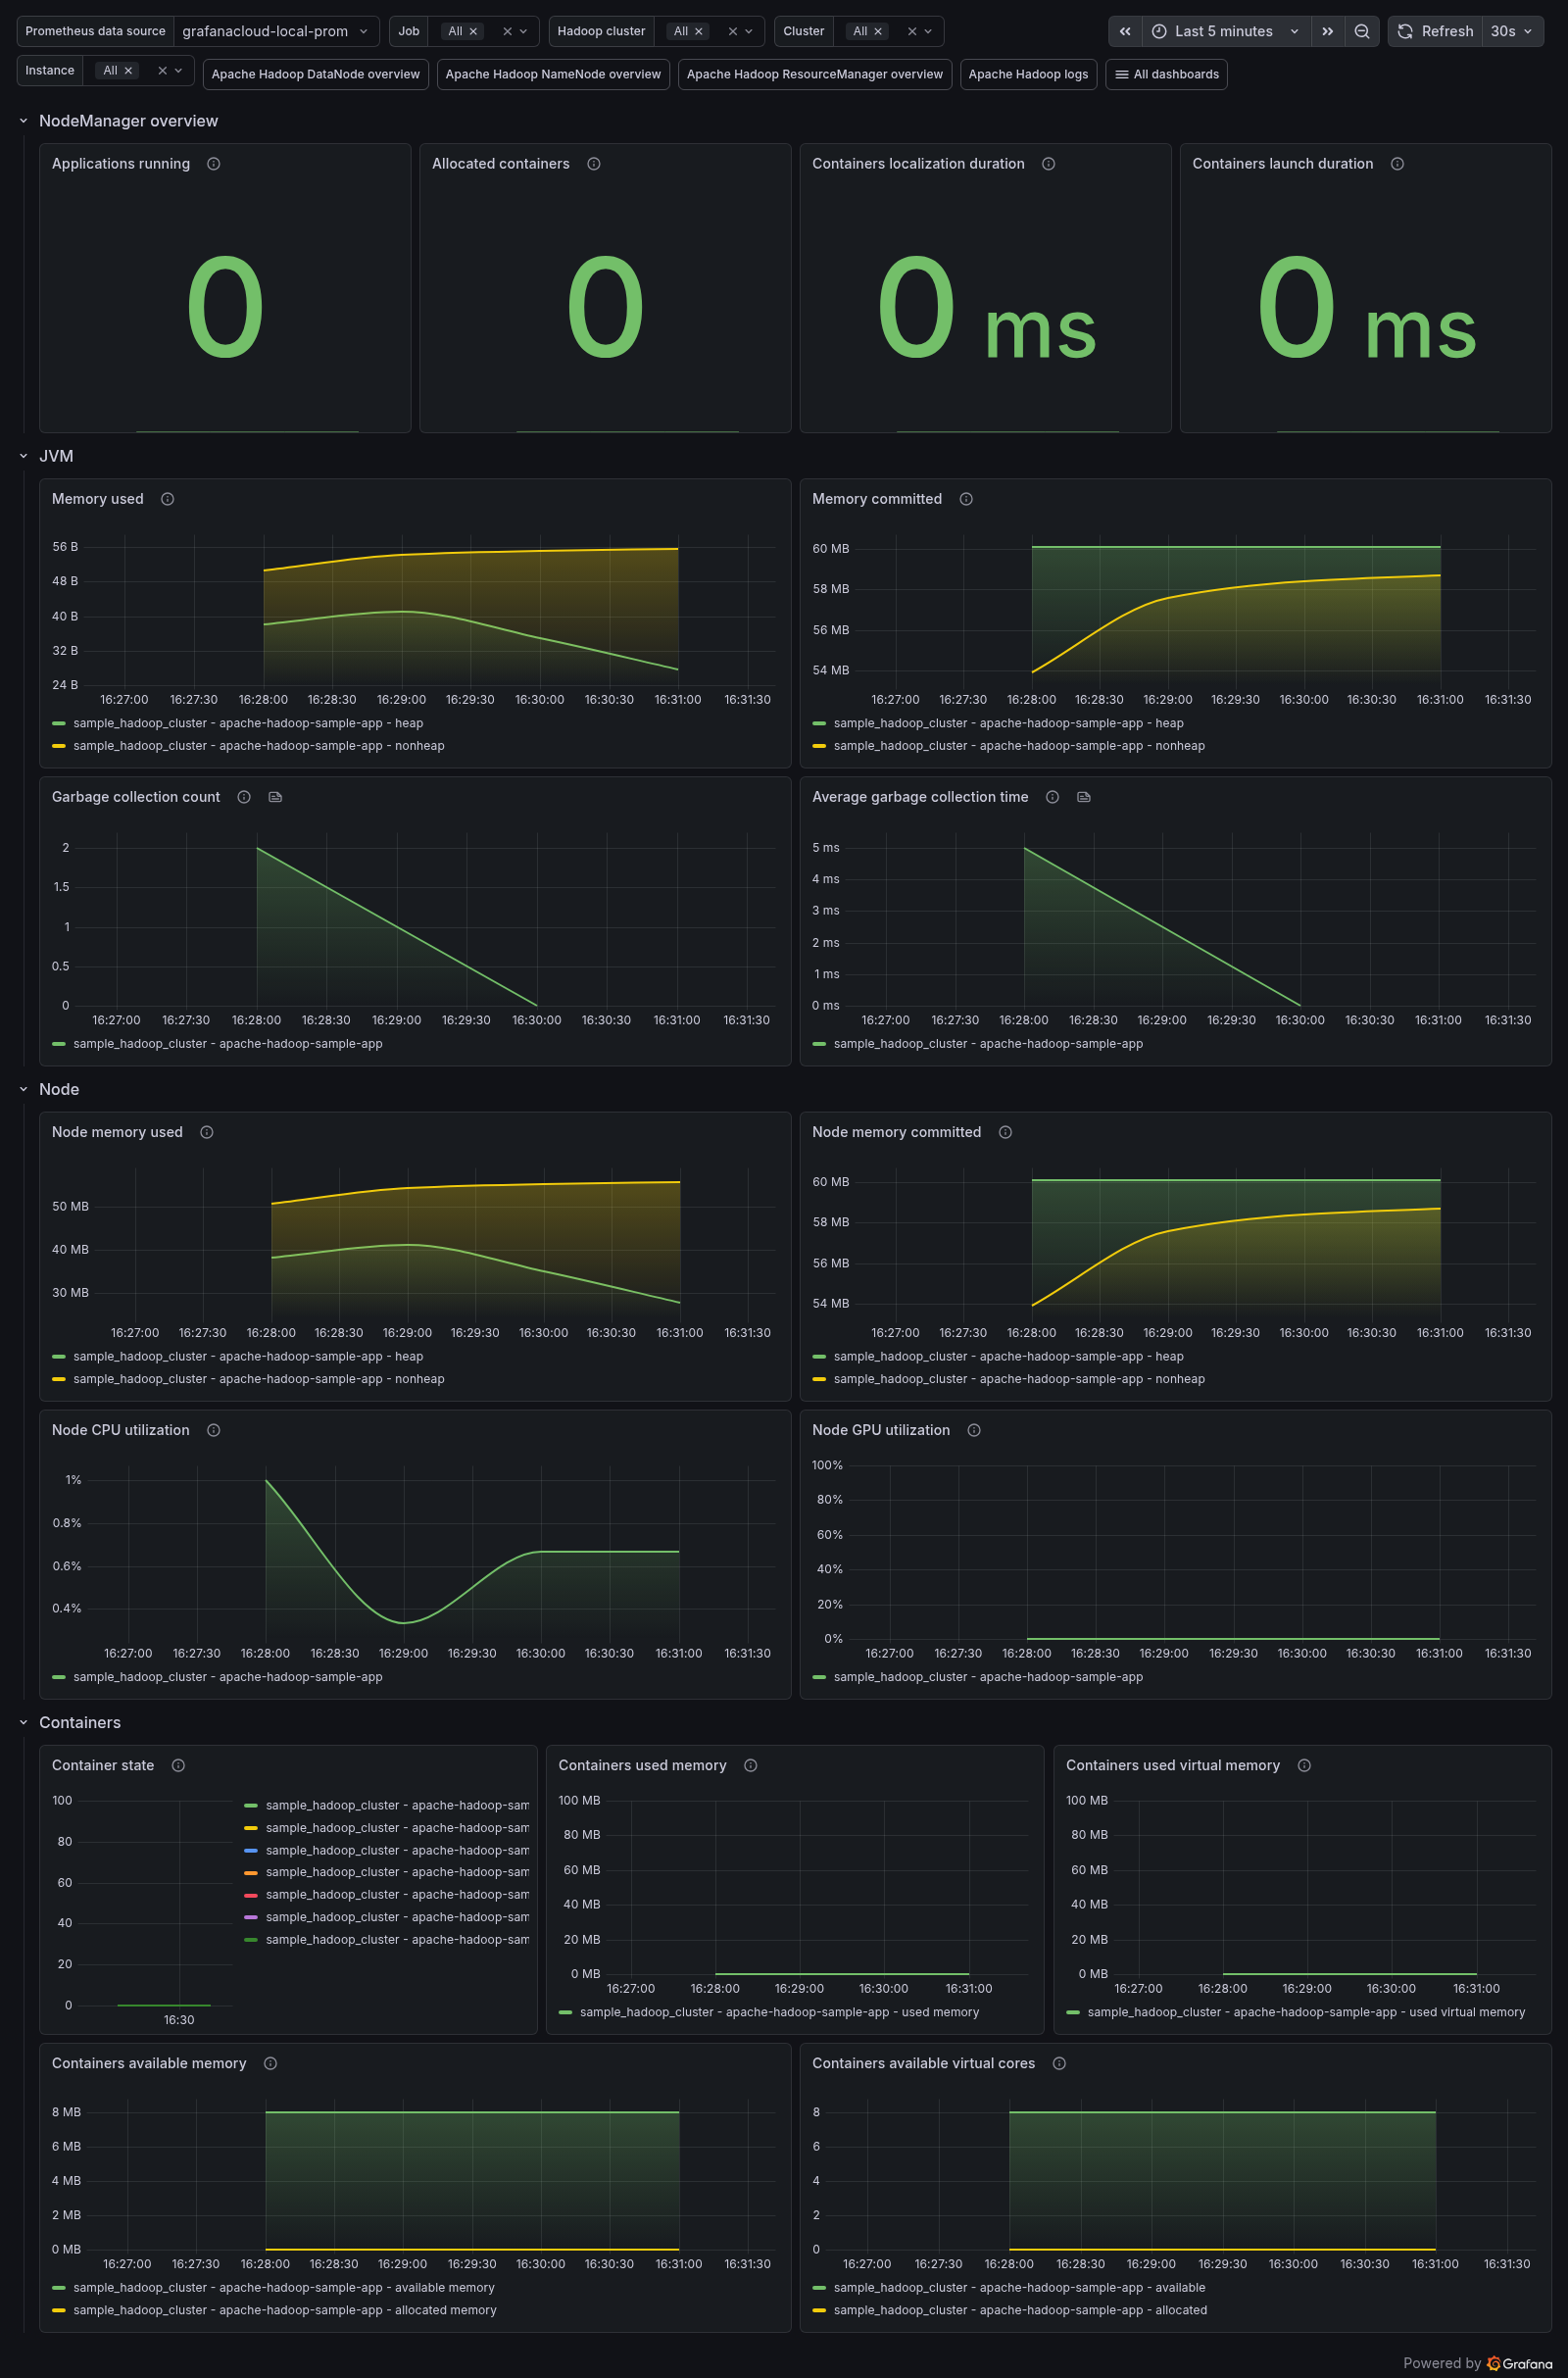 Prometheus data source grafanacloud-local-prom Job All Hadoop cluster All Cluster All Last 5 minutes Refresh 30s
Instance All Apache Hadoop DataNode overview Apache Hadoop NameNode overview Apache Hadoop ResourceManager overview Apache Hadoop logs All dashboards
NodeManager overview
Applications running
0
Allocated containers
0
Containers localization duration
0 ms
Containers launch duration
0 ms
JVM
Memory used
56 B
48 B
40 B
32 B
24 B
16:27:00 16:27:30 16:28:00 16:28:30 16:29:00 16:29:30 16:30:00 16:30:30 16:31:00 16:31:30
sample_hadoop_cluster - apache-hadoop-sample-app - heap
sample_hadoop_cluster - apache-hadoop-sample-app - nonheap
Memory committed
60 MB
58 MB
56 MB
54 MB
16:27:00 16:27:30 16:28:00 16:28:30 16:29:00 16:29:30 16:30:00 16:30:30 16:31:00 16:31:30
sample_hadoop_cluster - apache-hadoop-sample-app - heap
sample_hadoop_cluster - apache-hadoop-sample-app - nonheap
Garbage collection count
2
1.5
1
0.5
0
16:27:00 16:27:30 16:28:00 16:28:30 16:29:00 16:29:30 16:30:00 16:30:30 16:31:00 16:31:30
sample_hadoop_cluster - apache-hadoop-sample-app
Average garbage collection time
5 ms
4 ms
3 ms
2 ms
1 ms
0 ms
16:27:00 16:27:30 16:28:00 16:28:30 16:29:00 16:29:30 16:30:00 16:30:30 16:31:00 16:31:30
sample_hadoop_cluster - apache-hadoop-sample-app
Node
Node memory used
50 MB
40 MB
30 MB
16:27:00 16:27:30 16:28:00 16:28:30 16:29:00 16:29:30 16:30:00 16:30:30 16:31:00 16:31:30
sample_hadoop_cluster - apache-hadoop-sample-app - heap
sample_hadoop_cluster - apache-hadoop-sample-app - nonheap
Node memory committed
60 MB
58 MB
56 MB
54 MB
16:27:00 16:27:30 16:28:00 16:28:30 16:29:00 16:29:30 16:30:00 16:30:30 16:31:00 16:31:30
sample_hadoop_cluster - apache-hadoop-sample-app - heap
sample_hadoop_cluster - apache-hadoop-sample-app - nonheap
Node CPU utilization
1%
0.8%
0.6%
0.4%
16:27:00 16:27:30 16:28:00 16:28:30 16:29:00 16:29:30 16:30:00 16:30:30 16:31:00 16:31:30
sample_hadoop_cluster - apache-hadoop-sample-app
Node GPU utilization
100%
80%
60%
40%
20%
0%
16:27:00 16:27:30 16:28:00 16:28:30 16:29:00 16:29:30 16:30:00 16:30:30 16:31:00 16:31:30
sample_hadoop_cluster - apache-hadoop-sample-app
Containers
Container state
100
80
60
40
20
0
16:30
sample_hadoop_cluster - apache-hadoop-sam
sample_hadoop_cluster - apache-hadoop-sam
sample_hadoop_cluster - apache-hadoop-sam
sample_hadoop_cluster - apache-hadoop-sam
sample_hadoop_cluster - apache-hadoop-sam
sample_hadoop_cluster - apache-hadoop-sam
sample_hadoop_cluster - apache-hadoop-sam
Containers used memory
100 MB
80 MB
60 MB
40 MB
20 MB
0 MB
16:27:00 16:28:00 16:29:00 16:30:00 16:31:00
sample_hadoop_cluster - apache-hadoop-sample-app - used memory
Containers used virtual memory
100 MB
80 MB
60 MB
40 MB
20 MB
0 MB
16:27:00 16:28:00 16:29:00 16:30:00 16:31:00
sample_hadoop_cluster - apache-hadoop-sample-app - used virtual memory
Containers available memory
8 MB
6 MB
4 MB
2 MB
0 MB
16:27:00 16:27:30 16:28:00 16:28:30 16:29:00 16:29:30 16:30:00 16:30:30 16:31:00 16:31:30
sample_hadoop_cluster - apache-hadoop-sample-app - available memory
sample_hadoop_cluster - apache-hadoop-sample-app - allocated memory
Containers available virtual cores
8
6
4
2
0
16:27:00 16:27:30 16:28:00 16:28:30 16:29:00 16:29:30 16:30:00 16:30:30 16:31:00 16:31:30
sample_hadoop_cluster - apache-hadoop-sample-app - available
sample_hadoop_cluster - apache-hadoop-sample-app - allocated
Powered by Grafana